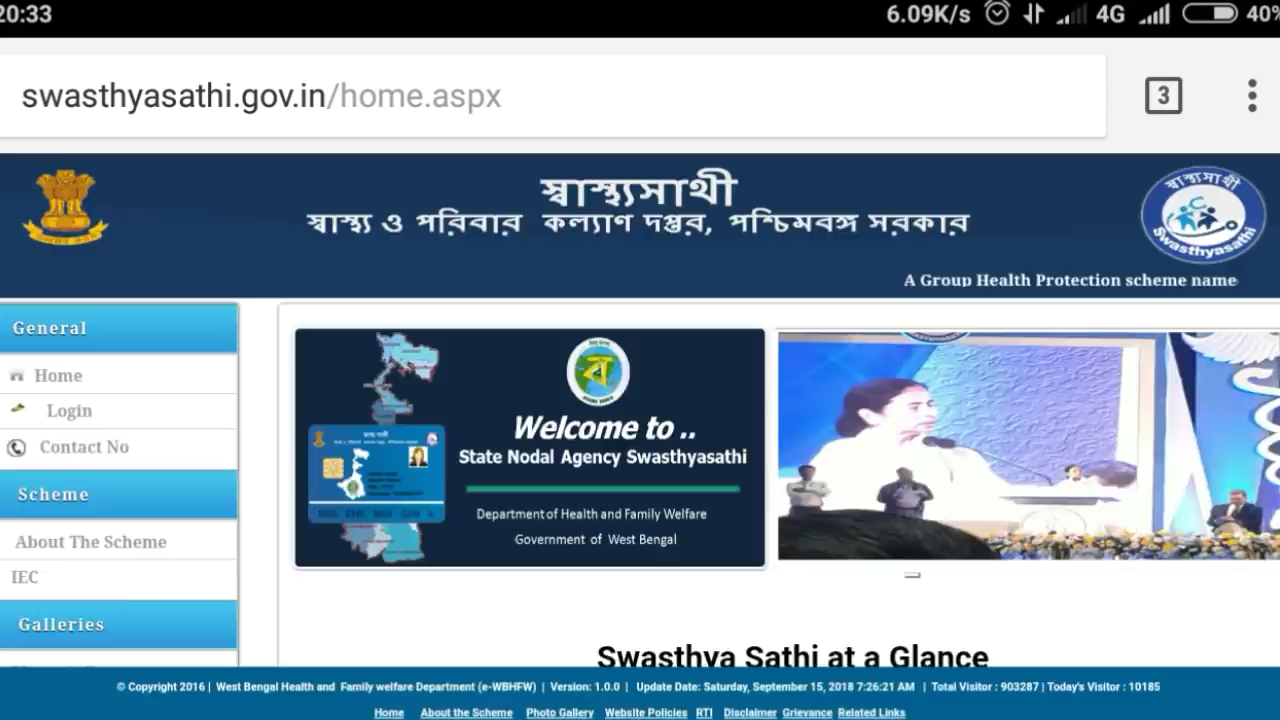 20:33 6.09K/s 4G 40%
swasthyasathi.gov.in/home.aspx 3
স্বাস্থ্যসাথী
স্বাস্থ্য ও পরিবার কল্যাণ দপ্তর, পশ্চিমবঙ্গ সরকার
স্বাস্থ্যসাথী
Swasthyasathi
A Group Health Protection scheme name
General
Home
Login
Contact No
Scheme
About The Scheme
IEC
Galleries
Welcome to ..
State Nodal Agency Swasthyasathi
Department of Health and Family Welfare
Government of West Bengal
Swasthya Sathi at a Glance
© Copyright 2016 | West Bengal Health and Family welfare Department (e-WBHFW) | Version: 1.0.0 | Update Date: Saturday, September 15, 2018 7:26:21 AM | Total Visitor : 903287 | Today's Visitor : 10185
Home About the Scheme Photo Gallery Website Policies RTI Disclaimer Grievance Related Links